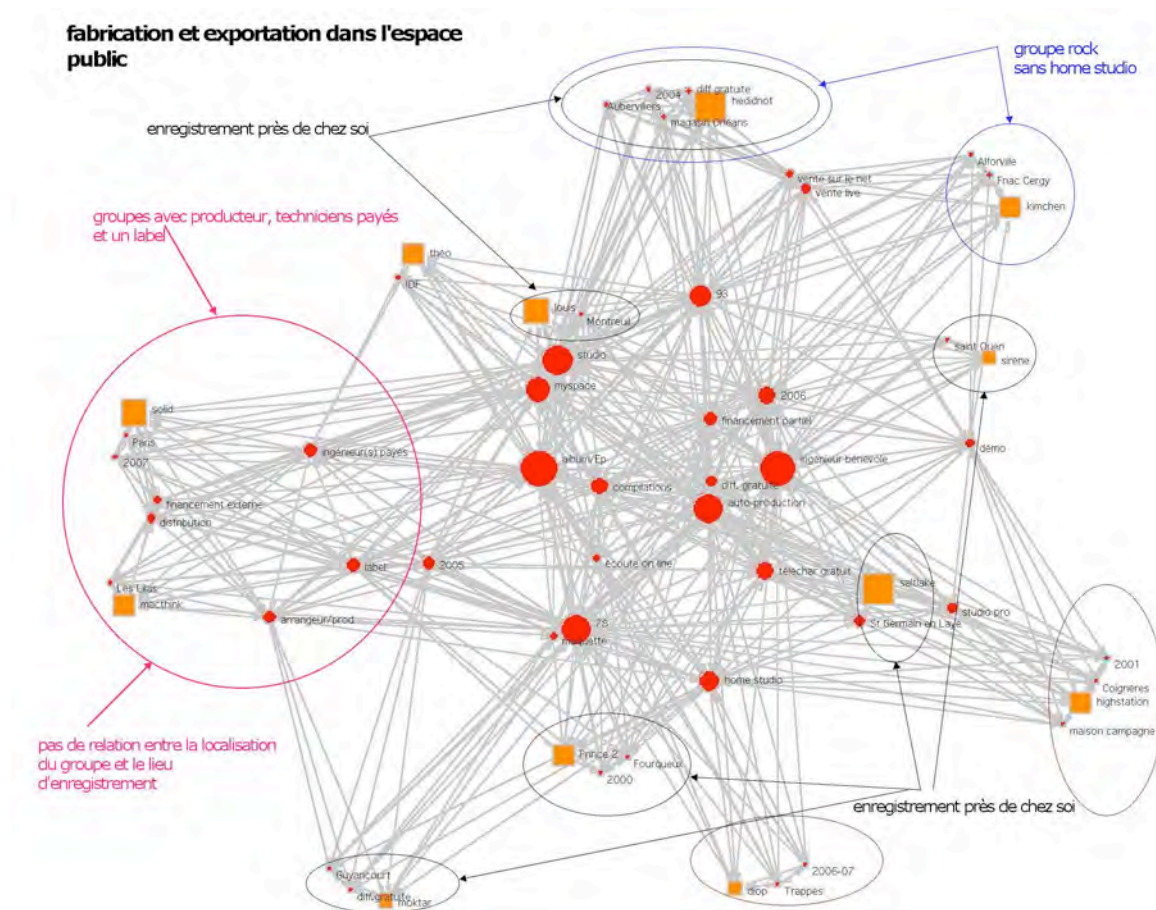 fabrication et exportation dans l'espace
public
groupe rock
sans home studio
enregistrement près de chez soi
2004
diff.gratuite
hedidnot
Aubervillers
magasin Orléans
Alforville
Fnac Cergy
kimchen
vente sur le net
vente live
groupes avec producteur, techniciens payés
et un label
théo
IDF
93
louis
Montreuil
saint Ouen
sirène
studio
myspace
2006
financement partiel
solid
Paris
2007
ingénieur(s) payés
démo
album/Ep
ingénieur bénévole
compilations
diff. gratuite
auto-production
financement externe
distribution
label
2005
écoute on line
téléchar gratuit
saltlake
Les Lilas
macthink
arrangeur/prod
78
maquette
St Germain en Laye
studio pro
2001
Coignères
highstation
maison campagne
home studio
pas de relation entre la localisation
du groupe et le lieu
d'enregistrement
Prince 2
Fourqueux
2000
enregistrement près de chez soi
Guyancourt
diff.gratuite
moktar
2006-07
diop
Trappes